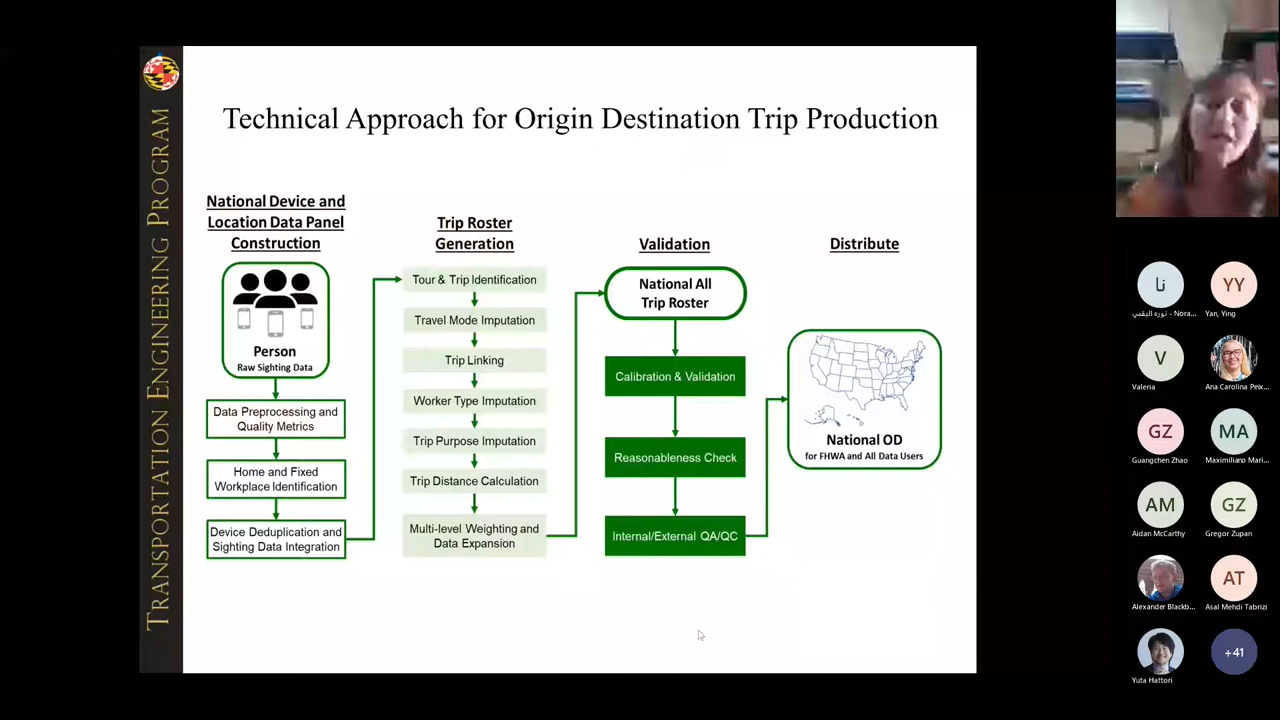 Technical Approach for Origin Destination Trip Production
TRANSPORTATION ENGINEERING PROGRAM
National Device and
Location Data Panel
Construction
Person
Raw Sighting Data
Data Preprocessing and
Quality Metrics
Home and Fixed
Workplace Identification
Device Deduplication and
Sighting Data Integration
Trip Roster
Generation
Tour & Trip Identification
Travel Mode Imputation
Trip Linking
Worker Type Imputation
Trip Purpose Imputation
Trip Distance Calculation
Multi-level Weighting and
Data Expansion
Validation
National All
Trip Roster
Calibration & Validation
Reasonableness Check
Internal/External QA/QC
Distribute
National OD
for FHWA and All Data Users
نا
نوره البقمي - Nora...
YY
Yan, Ying
V
Valeria
Ana Carolina Peix...
GZ
Guangchen Zhao
MA
Maximiliano Mari...
AM
Aidan McCarthy
GZ
Gregor Zupan
Alexander Blackb...
AT
Asal Mehdi Tabrizi
Yuta Hattori
+41